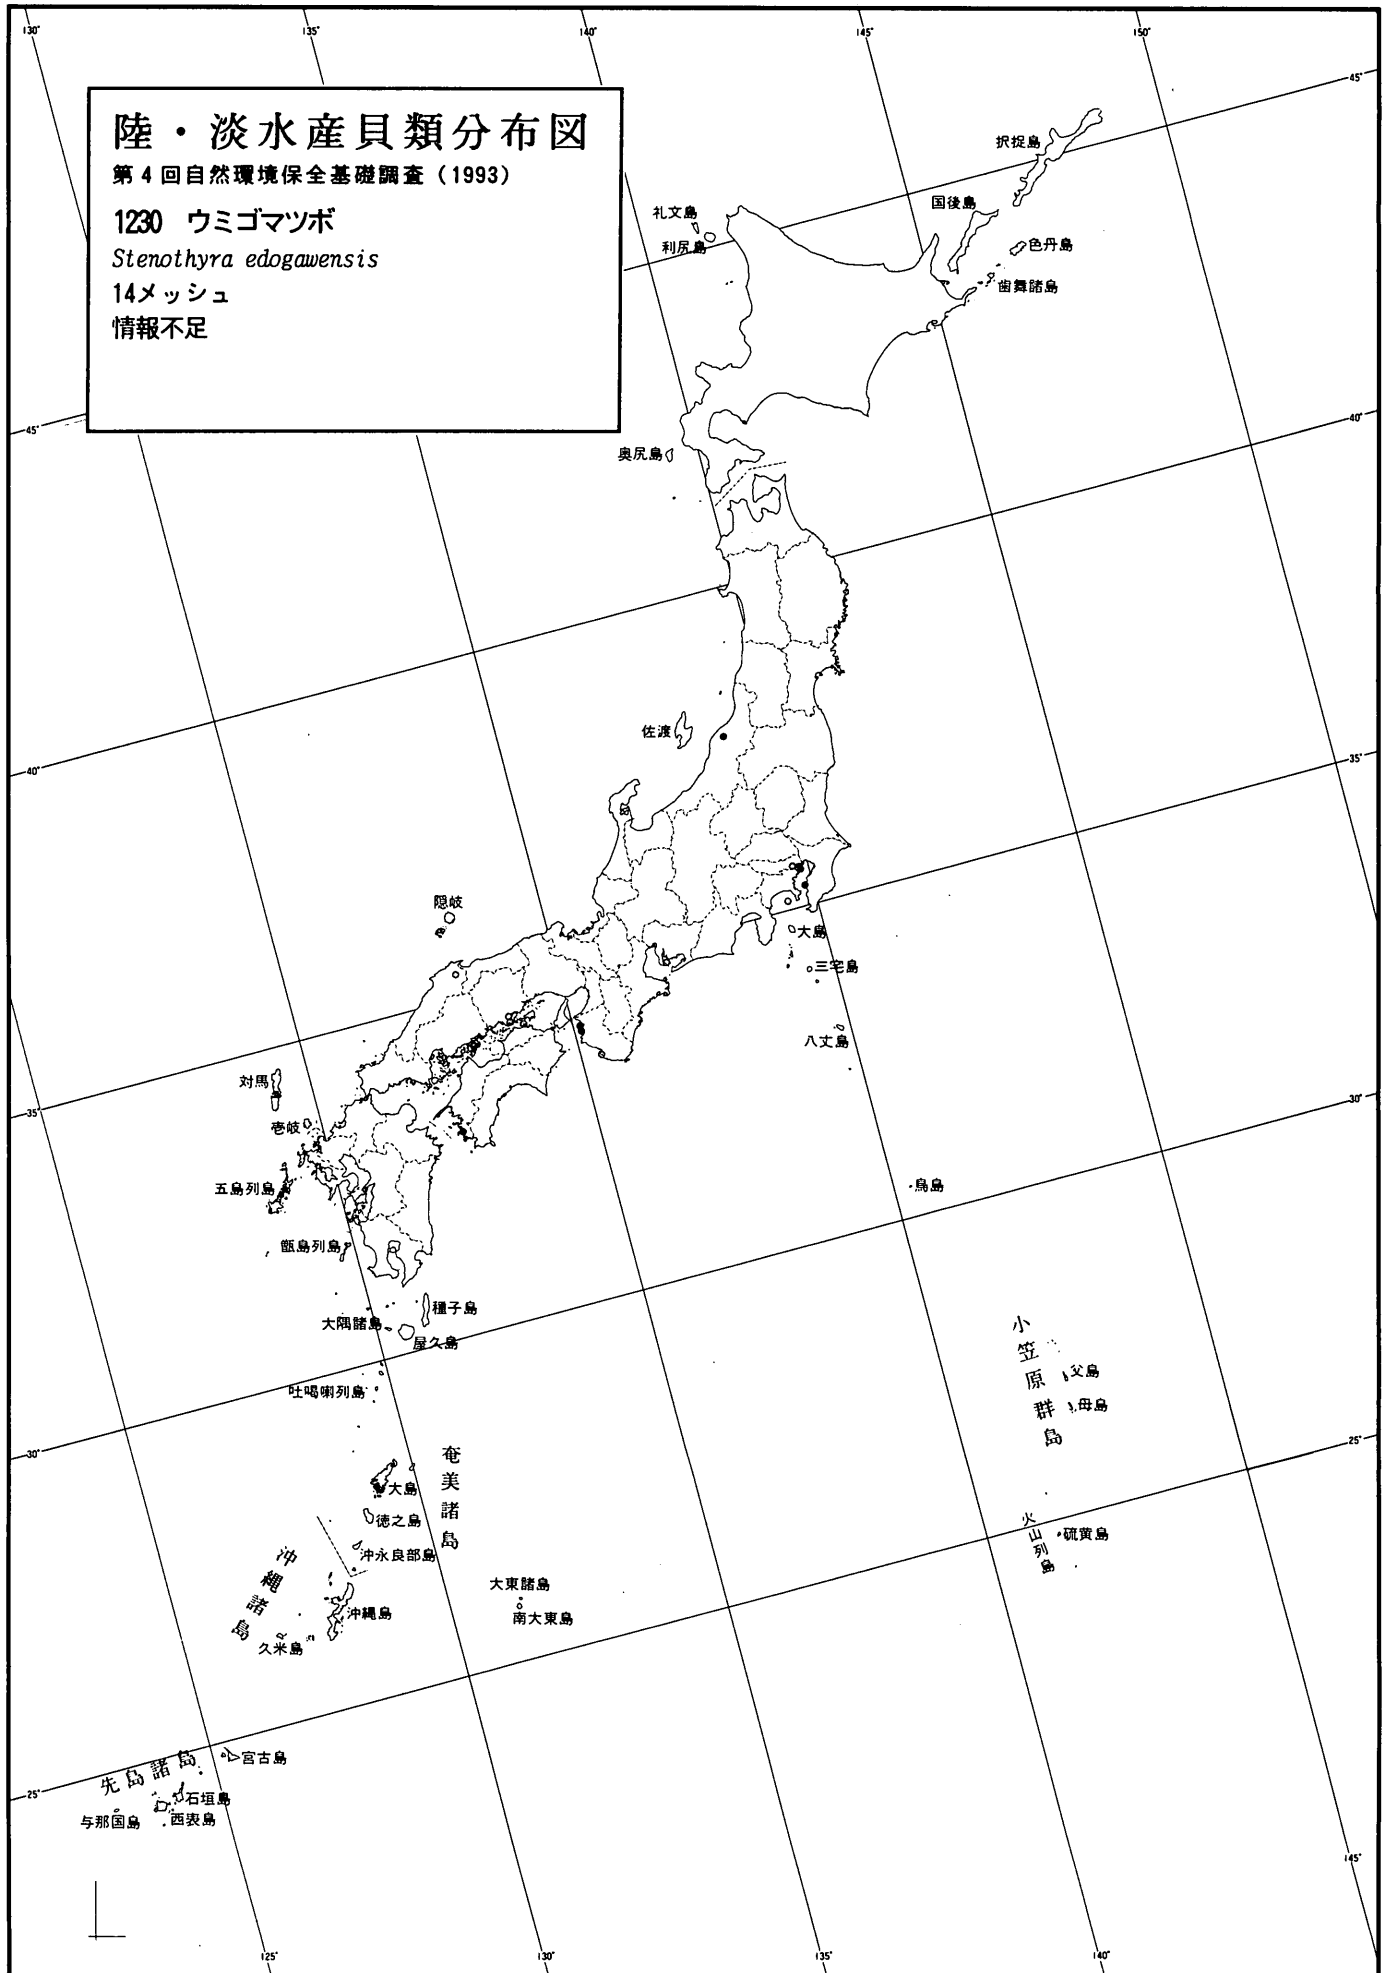 130°
135°
140°
145°
150°
45°
陸・淡水産貝類分布図
第4回自然環境保全基礎調査(1993)
1230 ウミゴマツボ
Stenothyra edogawensis
14メッシュ
情報不足
択捉島
国後島
色丹島
歯舞諸島
礼文島
利尻島
45°
40°
奥尻島
佐渡
40°
35°
隠岐
大島
三宅島
八丈島
対馬
壱岐
35°
30°
五島列島
鳥島
甑島列島
種子島
大隅諸島
屋久島
吐喝喇列島
小笠原群島
父島
母島
30°
25°
奄美諸島
大島
徳之島
沖永良部島
火山列島
硫黄島
沖縄諸島
沖縄島
久米島
大東諸島
南大東島
先島諸島
宮古島
石垣島
与那国島
西表島
25°
145°
125°
130°
135°
140°